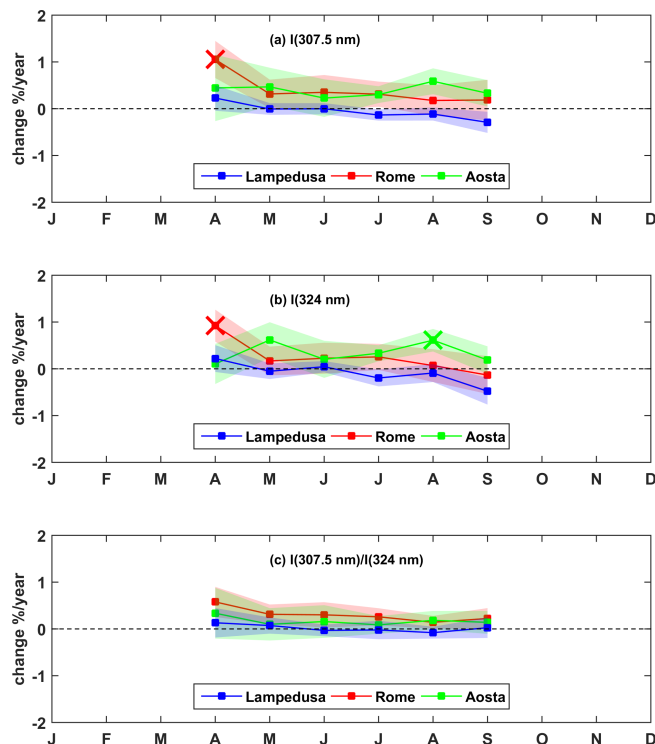 2
(a) I(307.5 nm)
1
0
change %/year
-1
Lampedusa Rome Aosta
-2
J F M A M J J A S O N D
2
(b) I(324 nm)
1
0
change %/year
-1
Lampedusa Rome Aosta
-2
J F M A M J J A S O N D
2
(c) I(307.5 nm)/I(324 nm)
1
0
change %/year
-1
Lampedusa Rome Aosta
-2
J F M A M J J A S O N D